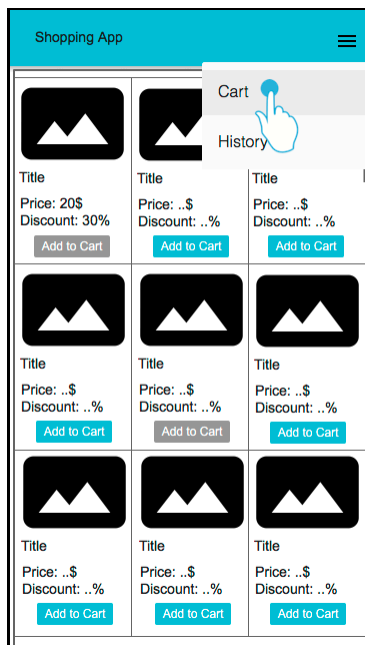 Shopping App
Cart
History
Title
Price: 20$
Discount: 30%
Add to Cart
Price: ..$
Discount: ..%
Add to Cart
Title
Price: ..$
Discount: ..%
Add to Cart
Title
Price: ..$
Discount: ..%
Add to Cart
Title
Price: ..$
Discount: ..%
Add to Cart
Title
Price: ..$
Discount: ..%
Add to Cart
Title
Price: ..$
Discount: ..%
Add to Cart
Title
Price: ..$
Discount: ..%
Add to Cart
Title
Price: ..$
Discount: ..%
Add to Cart
Title